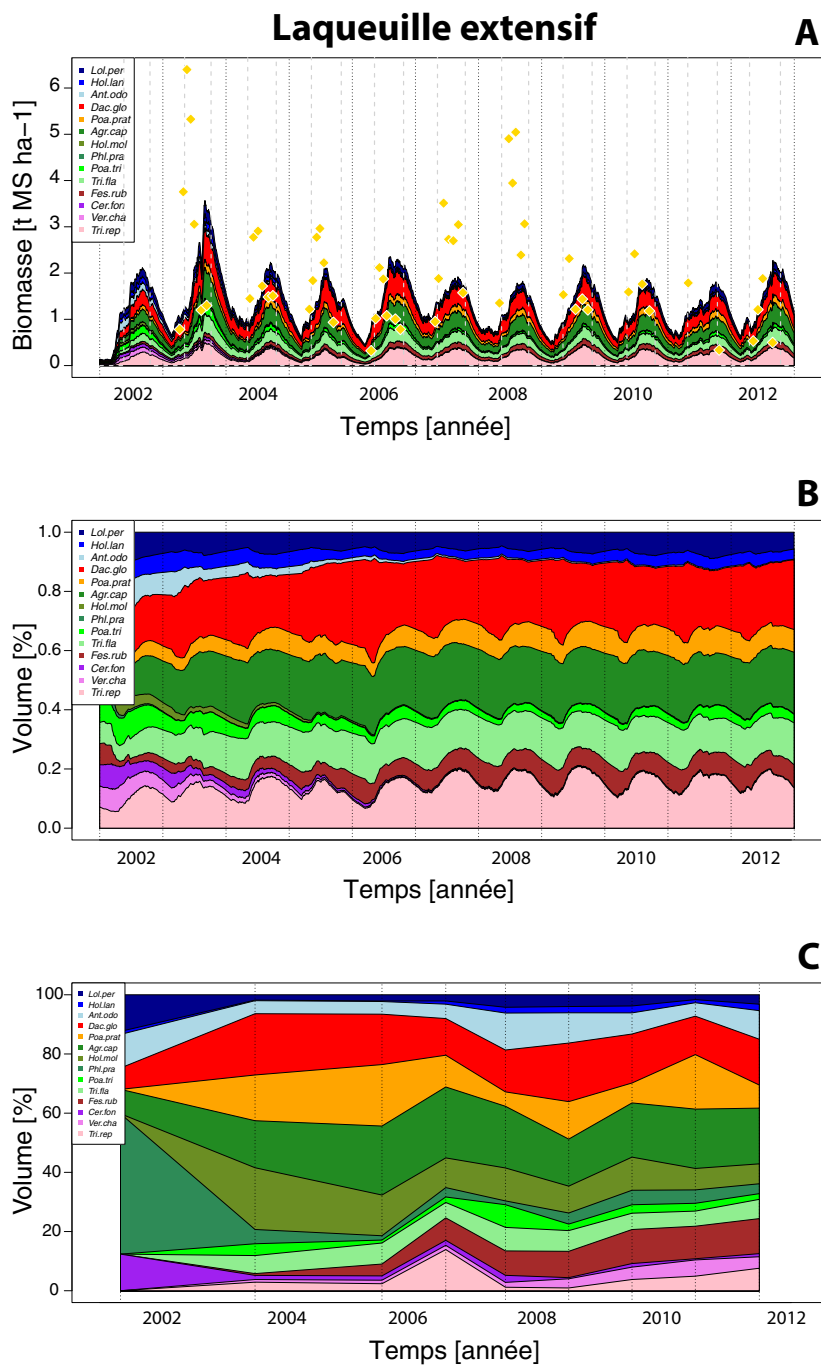 Laqueuille extensif
A
Biomasse [t MS ha−1]
6
5
4
3
2
1
0
Lol.per
Hol.lan
Ant.odo
Dac.glo
Poa.prat
Agr.cap
Hol.mol
Phl.pra
Poa.tri
Tri.fla
Fes.rub
Cer.fon
Ver.cha
Tri.rep
2002 2004 2006 2008 2010 2012
Temps [année]
B
Volume [%]
1.0
0.8
0.6
0.4
0.2
0.0
Lol.per
Hol.lan
Ant.odo
Dac.glo
Poa.prat
Agr.cap
Hol.mol
Phl.pra
Poa.tri
Tri.fla
Fes.rub
Cer.fon
Ver.cha
Tri.rep
2002 2004 2006 2008 2010 2012
Temps [année]
C
Volume [%]
100
80
60
40
20
0
Lol.per
Hol.lan
Ant.odo
Dac.glo
Poa.prat
Agr.cap
Hol.mol
Phl.pra
Poa.tri
Tri.fla
Fes.rub
Cer.fon
Ver.cha
Tri.rep
2002 2004 2006 2008 2010 2012
Temps [année]